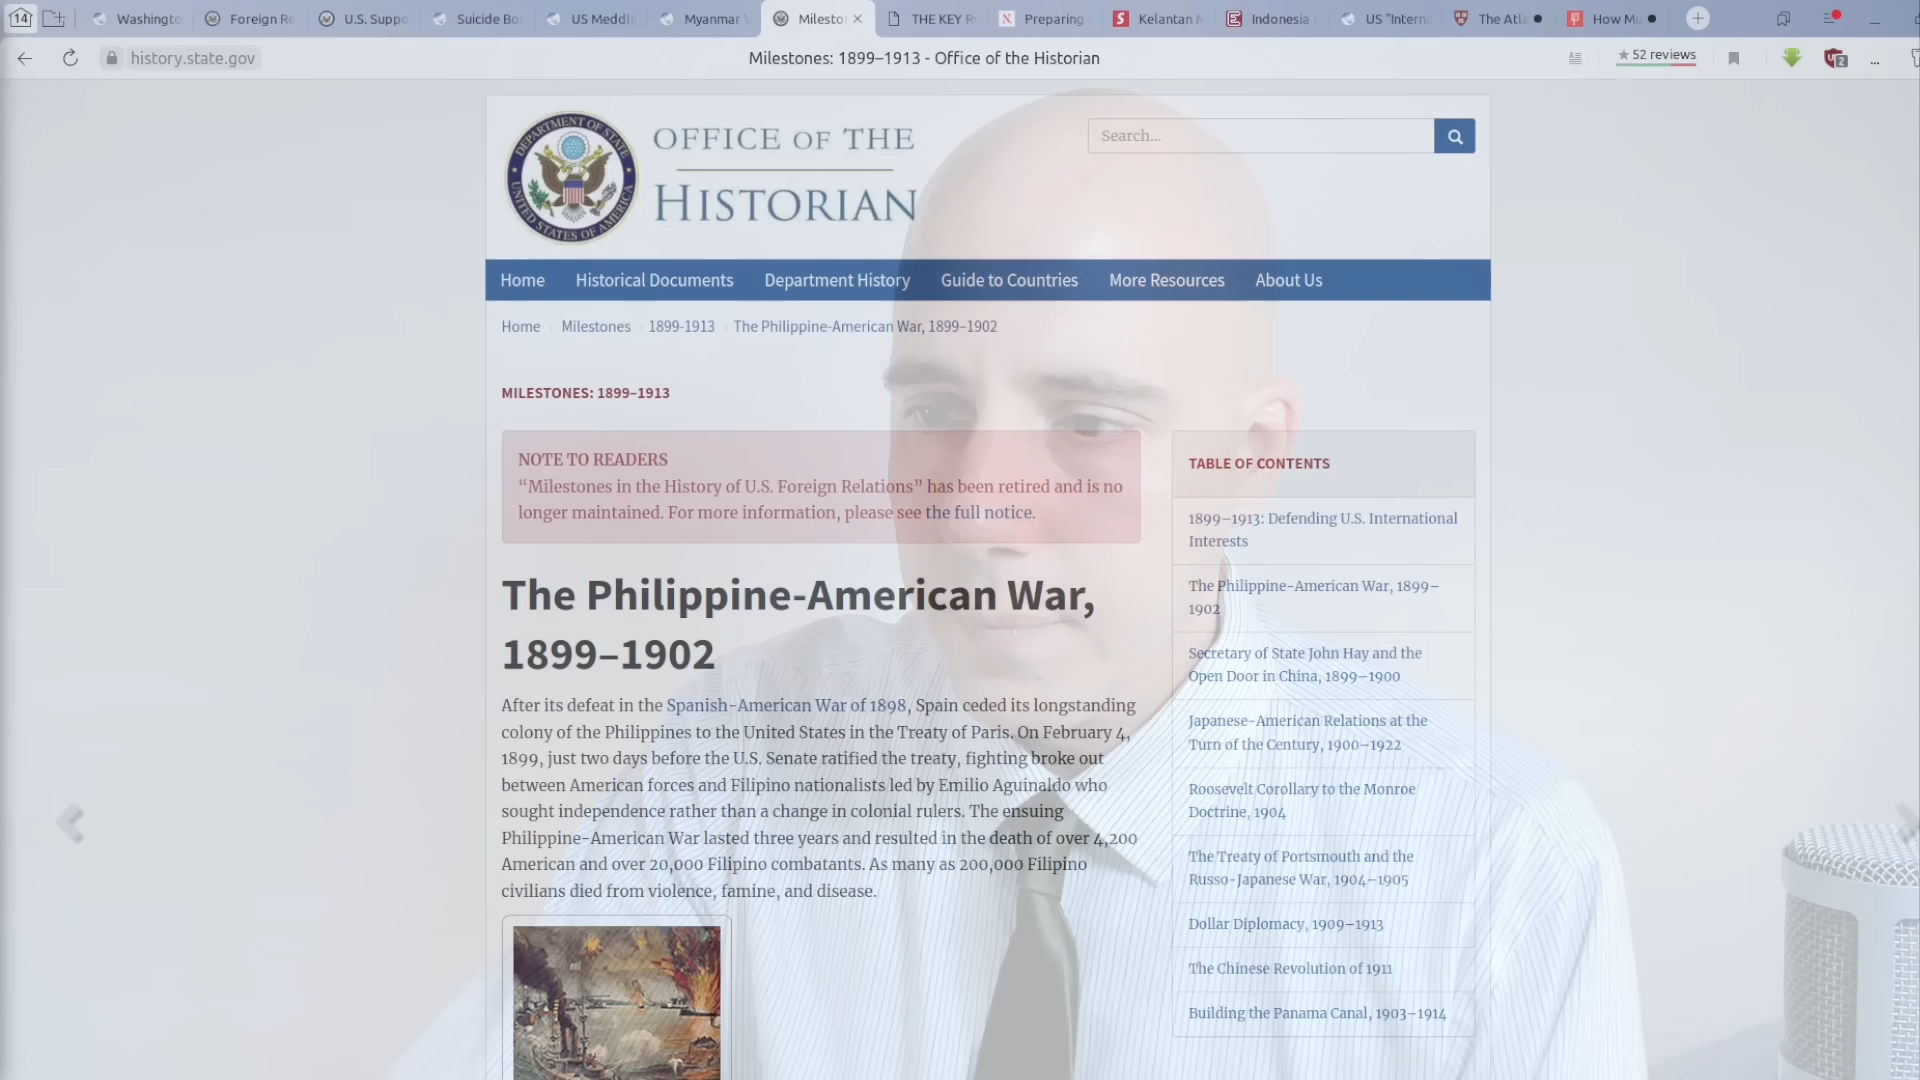 14
Washingto
Foreign Re
U.S. Suppo
Suicide Bo
US Meddli
Myanmar
Milesto
THE KEY R
Preparing
Kelantan
Indonesia
US "Intern
The Atl
How M
history.state.gov
Milestones: 1899–1913 - Office of the Historian
52 reviews
2
...
DEPARTMENT OF STATE
UNITED STATES OF AMERICA
OFFICE OF THE
HISTORIAN
Search...
Home
Historical Documents
Department History
Guide to Countries
More Resources
About Us
Home
Milestones
1899-1913
The Philippine-American War, 1899–1902
MILESTONES: 1899–1913
NOTE TO READERS
“Milestones in the History of U.S. Foreign Relations” has been retired and is no
longer maintained. For more information, please see the full notice.
The Philippine-American War,
1899–1902
After its defeat in the Spanish-American War of 1898, Spain ceded its longstanding
colony of the Philippines to the United States in the Treaty of Paris. On February 4,
1899, just two days before the U.S. Senate ratified the treaty, fighting broke out
between American forces and Filipino nationalists led by Emilio Aguinaldo who
sought independence rather than a change in colonial rulers. The ensuing
Philippine-American War lasted three years and resulted in the death of over 4,200
American and over 20,000 Filipino combatants. As many as 200,000 Filipino
civilians died from violence, famine, and disease.
TABLE OF CONTENTS
1899–1913: Defending U.S. International
Interests
The Philippine-American War, 1899–
1902
Secretary of State John Hay and the
Open Door in China, 1899–1900
Japanese-American Relations at the
Turn of the Century, 1900–1922
Roosevelt Corollary to the Monroe
Doctrine, 1904
The Treaty of Portsmouth and the
Russo-Japanese War, 1904–1905
Dollar Diplomacy, 1909–1913
The Chinese Revolution of 1911
Building the Panama Canal, 1903–1914